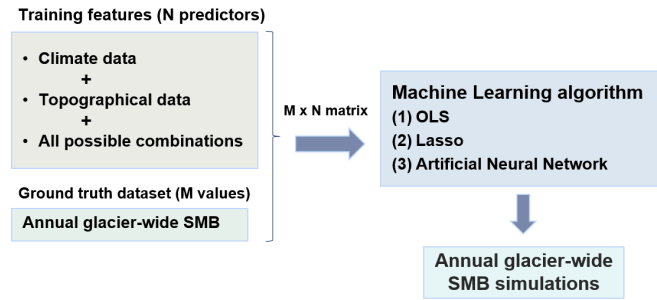 Training features (N predictors)
• Climate data
+
• Topographical data
+
• All possible combinations
Ground truth dataset (M values)
Annual glacier-wide SMB
M x N matrix
Machine Learning algorithm
(1) OLS
(2) Lasso
(3) Artificial Neural Network
Annual glacier-wide
SMB simulations